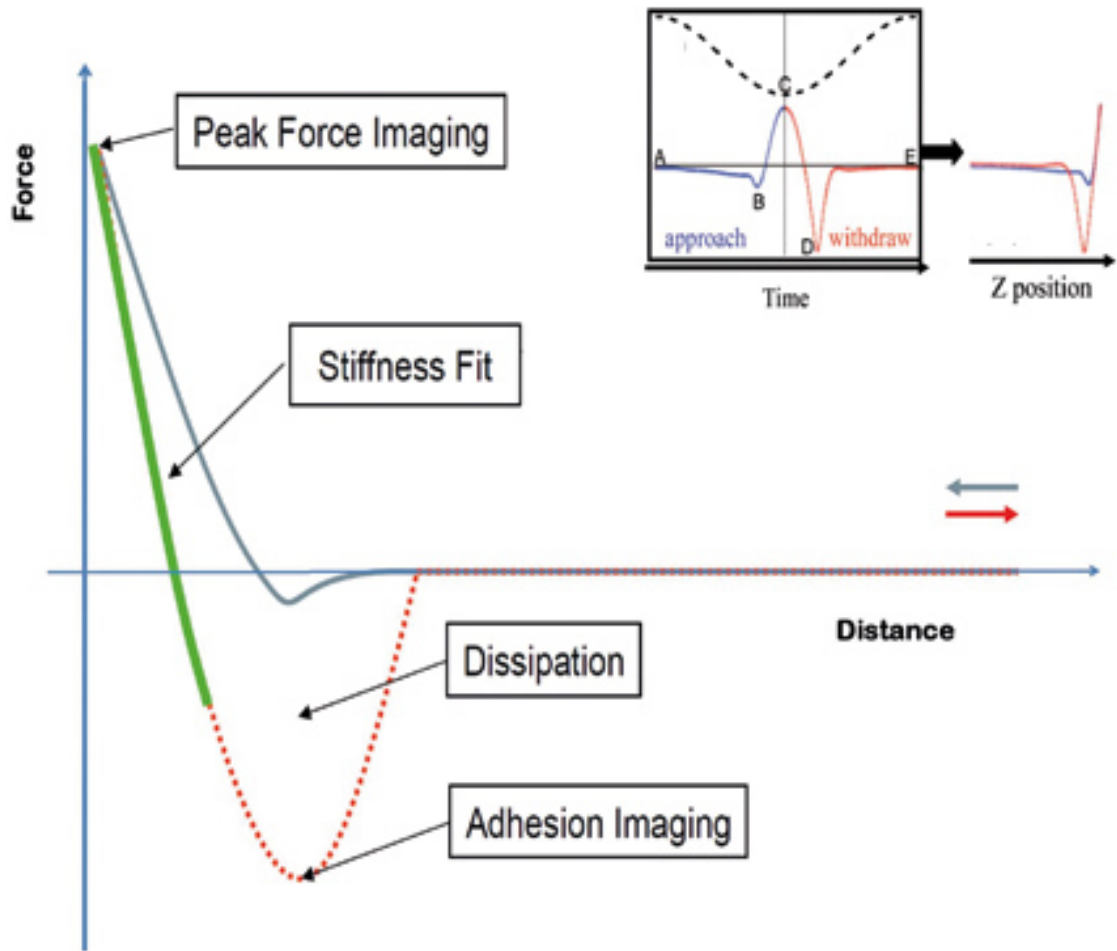 Peak Force Imaging
Force
Stiffness Fit
Distance
Dissipation
Adhesion Imaging
A
B
C
D
E
approach
withdraw
Time
Z position